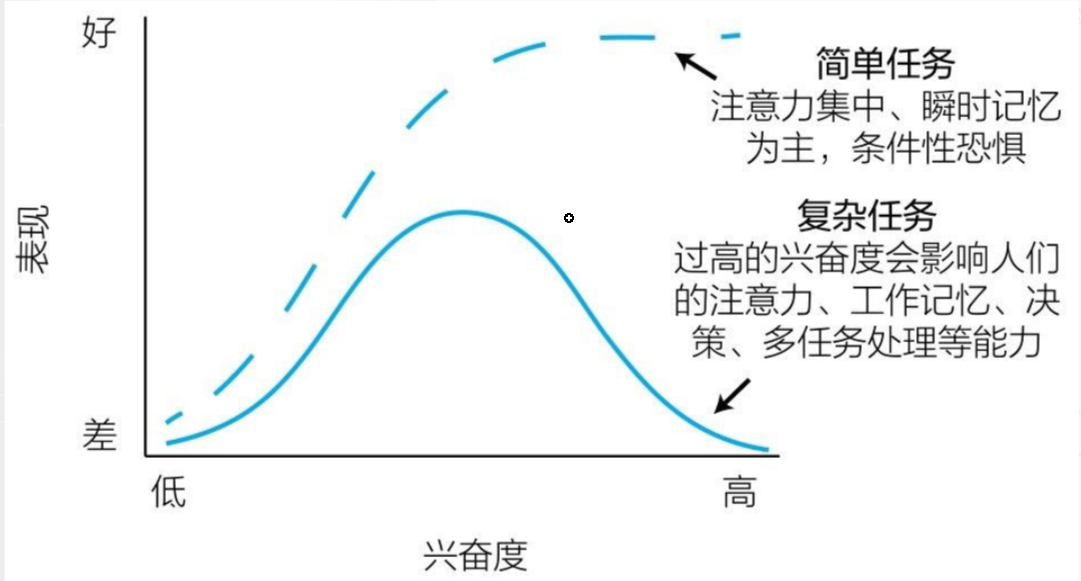 好
简单任务
注意力集中、瞬时记忆
为主，条件性恐惧
复杂任务
过高的兴奋度会影响人们
的注意力、工作记忆、决
策、多任务处理等能力
表现
差
低
高
兴奋度